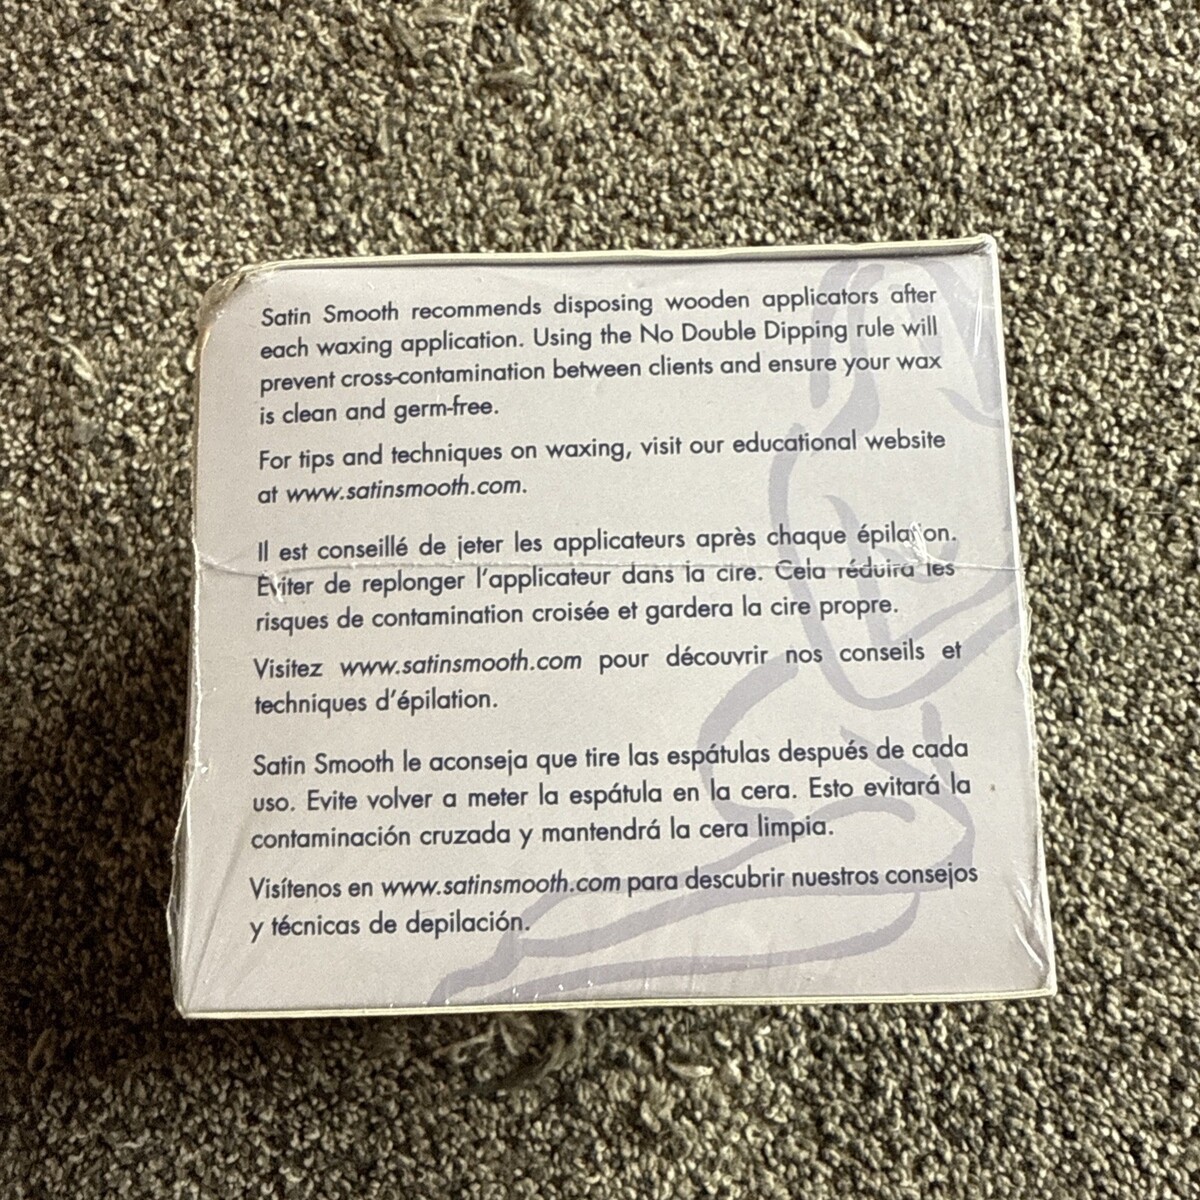 Satin Smooth recommends disposing wooden applicators after
each waxing application. Using the No Double Dipping rule will
prevent cross-contamination between clients and ensure your wax
is clean and germ-free.
For tips and techniques on waxing, visit our educational website
at www.satinsmooth.com.
Il est conseillé de jeter les applicateurs après chaque épilation.
Éviter de replonger l'applicateur dans la cire. Cela réduira les
risques de contamination croisée et gardera la cire propre.
Visitez www.satinsmooth.com pour découvrir nos conseils et
techniques d'épilation.
Satin Smooth le aconseja que tire las espátulas después de cada
uso. Evite volver a meter la espátula en la cera. Esto evitará la
contaminación cruzada y mantendrá la cera limpia.
Visítenos en www.satinsmooth.com para descubrir nuestros consejos
y técnicas de depilación.